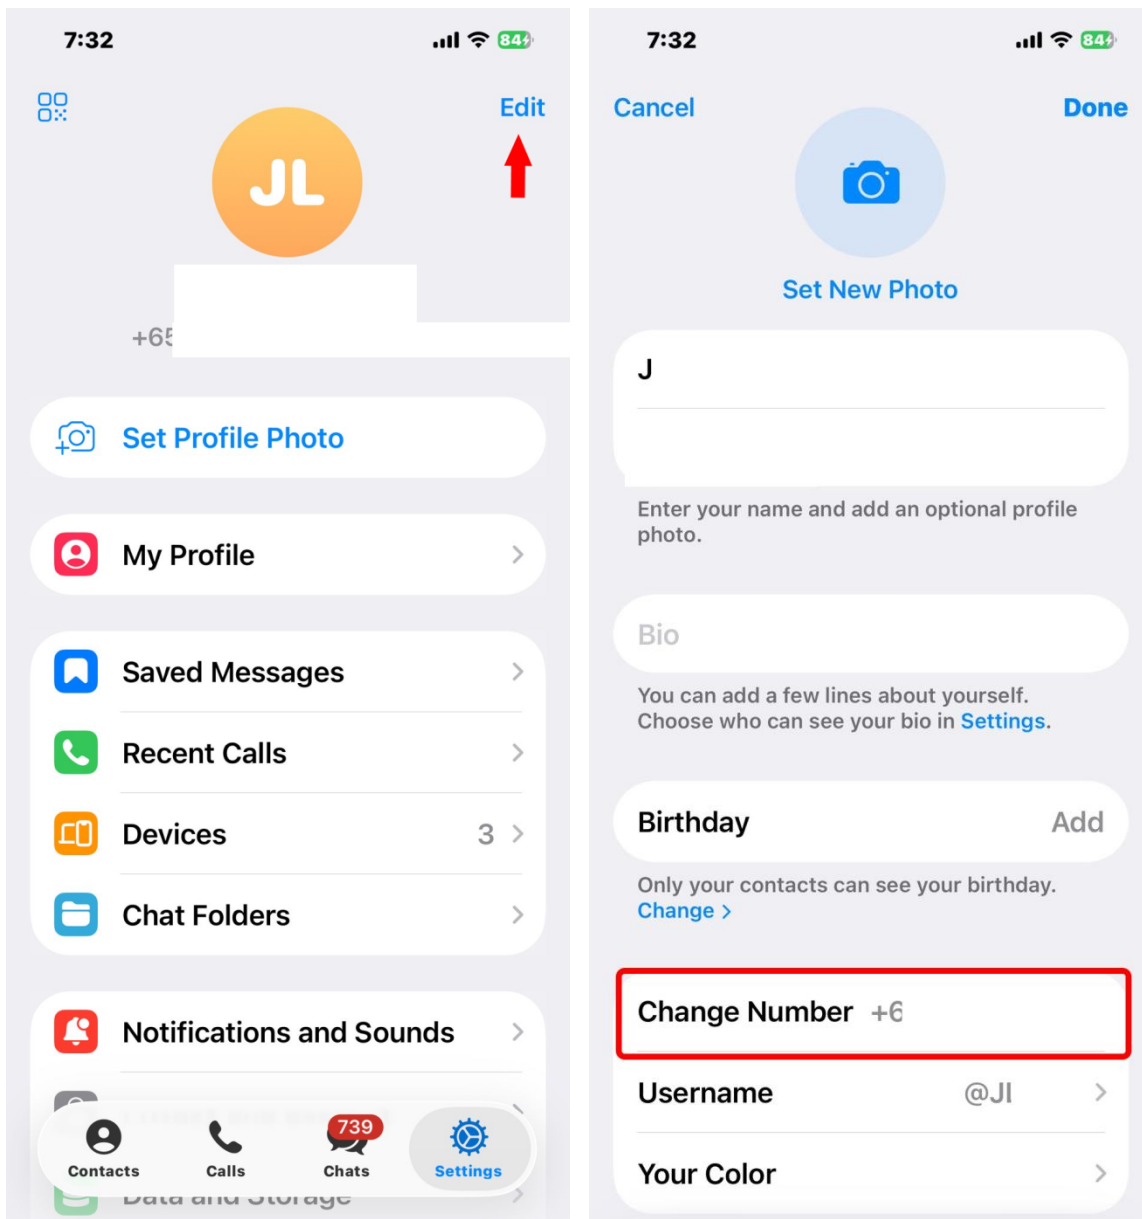 7:32
84
Edit
JL
+65
Set Profile Photo
My Profile
Saved Messages
Recent Calls
Devices 3
Chat Folders
Notifications and Sounds
739
Contacts Calls Chats Settings
Data and Storage
7:32
84
Cancel Done
Set New Photo
J
Enter your name and add an optional profile
photo.
Bio
You can add a few lines about yourself.
Choose who can see your bio in Settings.
Birthday Add
Only your contacts can see your birthday.
Change >
Change Number +6
Username @Jl
Your Color